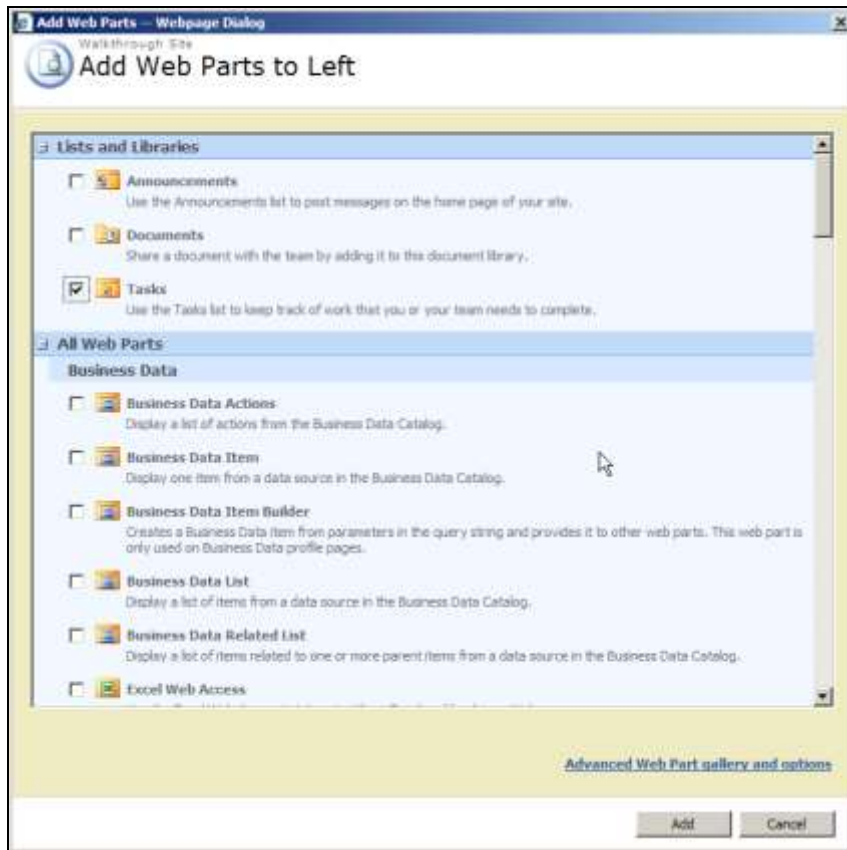 Add Web Parts -- Webpage Dialog
Walkthrough Site
Add Web Parts to Left
Lists and Libraries
Announcements
Use the Announcements list to post messages on the home page of your site.
Documents
Share a document with the team by adding it to this document library.
Tasks
Use the Tasks list to keep track of work that you or your team needs to complete.
All Web Parts
Business Data
Business Data Actions
Display a list of actions from the Business Data Catalog.
Business Data Item
Display one item from a data source in the Business Data Catalog.
Business Data Item Builder
Creates a Business Data item from parameters in the query string and provides it to other web parts. This web part is
only used on Business Data profile pages.
Business Data List
Display a list of items from a data source in the Business Data Catalog.
Business Data Related List
Display a list of items related to one or more parent items from a data source in the Business Data Catalog.
Excel Web Access
Advanced Web Part gallery and options
Add
Cancel